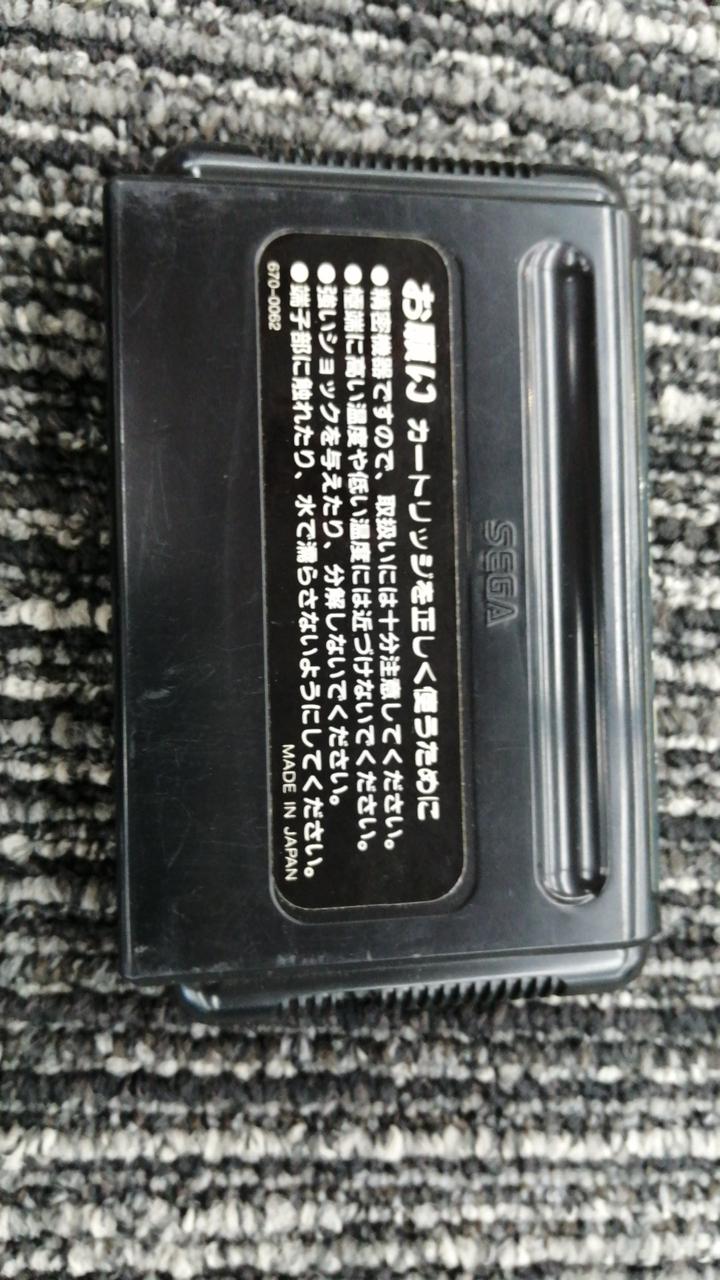 SEGA
お願い カートリッジを正しく使うために
●精密機器ですので、取扱いには十分注意してください。
●極端に高い温度や低い温度には近づけないでください。
●強いショックを与えたり、分解しないでください。
●端子部に触れたり、水で濡らさないようにしてください。
670-0062 MADE IN JAPAN